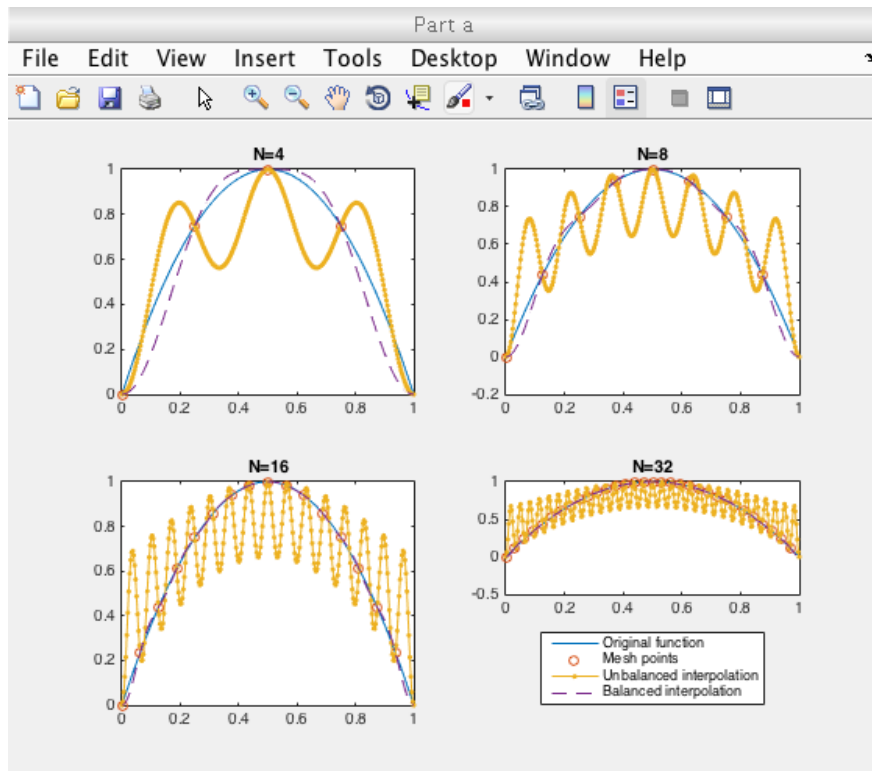 Part a
File Edit View Insert Tools Desktop Window Help
N=4
1
0.8
0.6
0.4
0.2
0
0 0.2 0.4 0.6 0.8 1
N=8
1
0.8
0.6
0.4
0.2
0
-0.2
0 0.2 0.4 0.6 0.8 1
N=16
1
0.8
0.6
0.4
0.2
0
0 0.2 0.4 0.6 0.8 1
N=32
1
0.5
0
-0.5
0 0.2 0.4 0.6 0.8 1
Original function
Mesh points
Unbalanced interpolation
Balanced interpolation